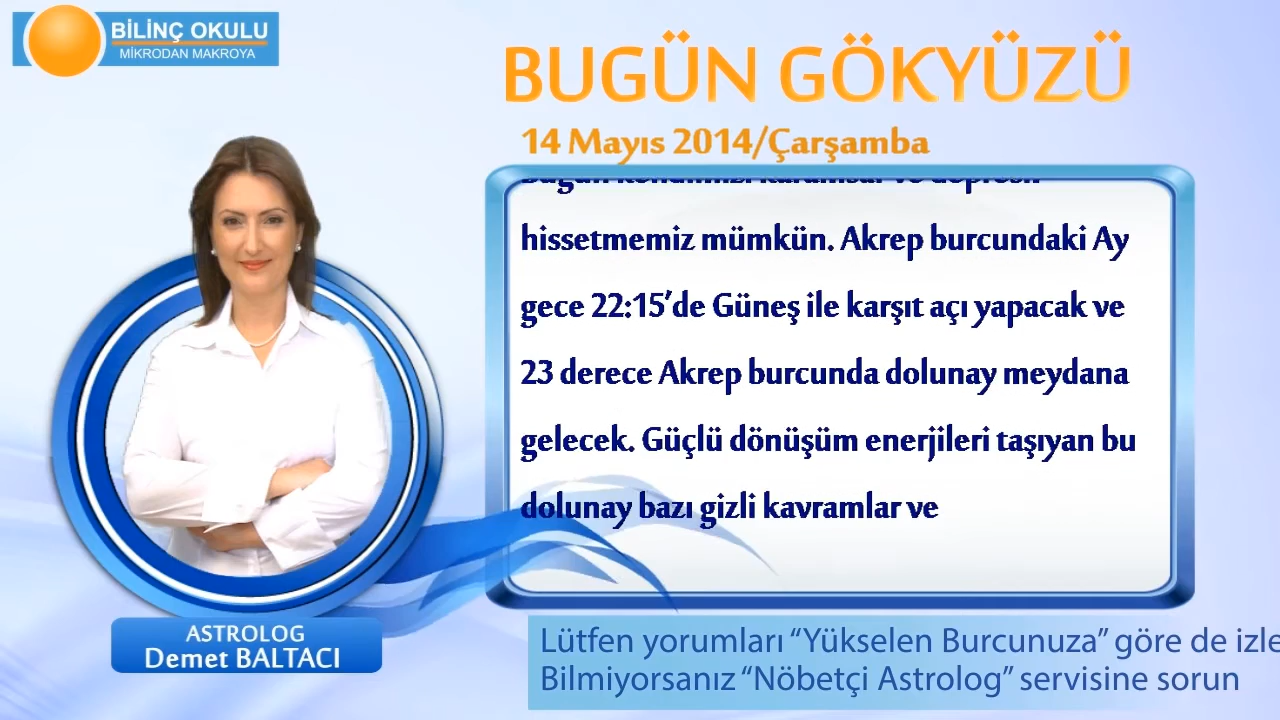 BİLİNÇ OKULU
MİKRODAN MAKROYA
BUGÜN GÖKYÜZÜ
14 Mayıs 2014/Çarşamba
hissetmemiz mümkün. Akrep burcundaki Ay
gece 22:15'de Güneş ile karşıt açı yapacak ve
23 derece Akrep burcunda dolunay meydana
gelecek. Güçlü dönüşüm enerjileri taşıyan bu
dolunay bazı gizli kavramlar ve
ASTROLOG
Demet BALTACI
Lütfen yorumları “Yükselen Burcunuza” göre de izle
Bilmiyorsanız “Nöbetçi Astrolog” servisine sorun